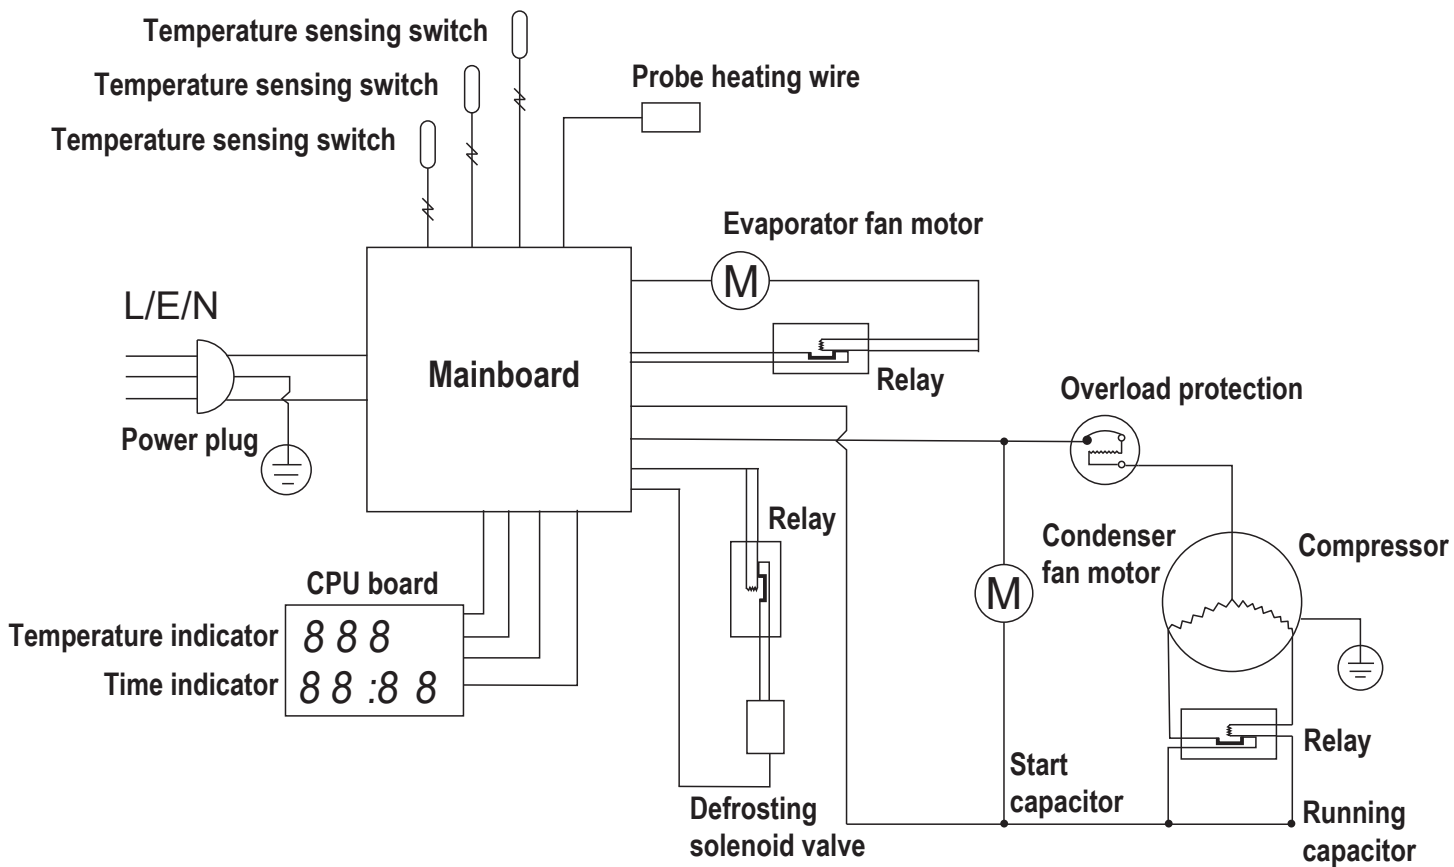 Temperature sensing switch
Temperature sensing switch
Probe heating wire
Temperature sensing switch
Evaporator fan motor
M
L/E/N
Mainboard
Relay
Overload protection
Power plug
Relay
Condenser
fan motor
Compressor
CPU board
M
Temperature indicator
888
Time indicator
88:88
Relay
Start
capacitor
Defrosting
solenoid valve
Running
capacitor